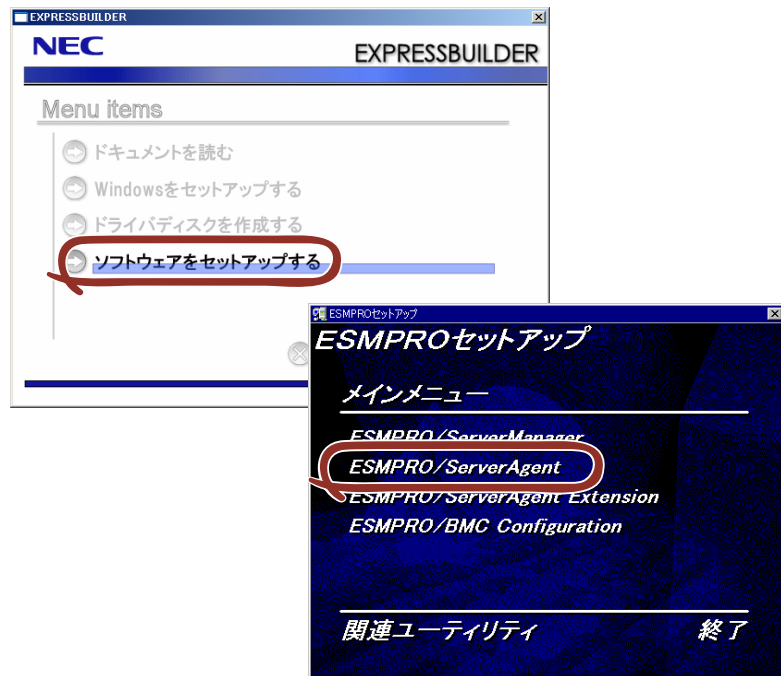 EXPRESSBUILDER
NEC
EXPRESSBUILDER
Menu items
ドキュメントを読む
Windowsをセットアップする
ドライバディスクを作成する
ソフトウェアをセットアップする
ESMPROセットアップ
ESMPROセットアップ
メインメニュー
ESMPRO/ServerManager
ESMPRO/ServerAgent
ESMPRO/ServerAgent Extension
ESMPRO/BMC Configuration
関連ユーティリティ 終了